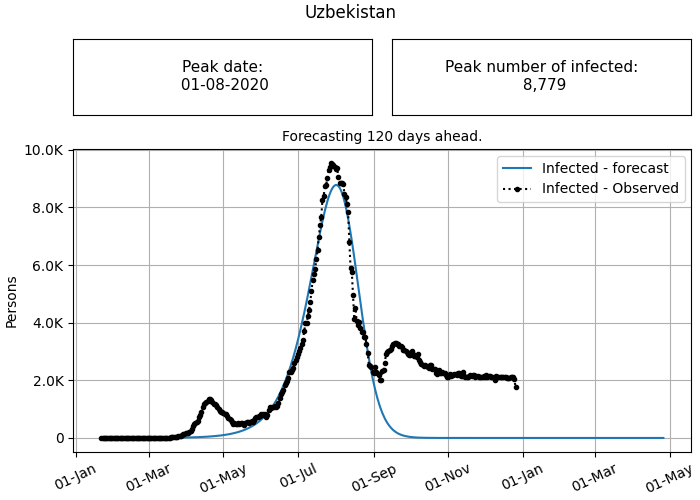 Uzbekistan
Peak date:
01-08-2020
Peak number of infected:
8,779
Forecasting 120 days ahead.
10.0K
8.0K
6.0K
4.0K
2.0K
0
Persons
Infected - forecast
Infected - Observed
01-Jan
01-Mar
01-May
01-Jul
01-Sep
01-Nov
01-Jan
01-Mar
01-May